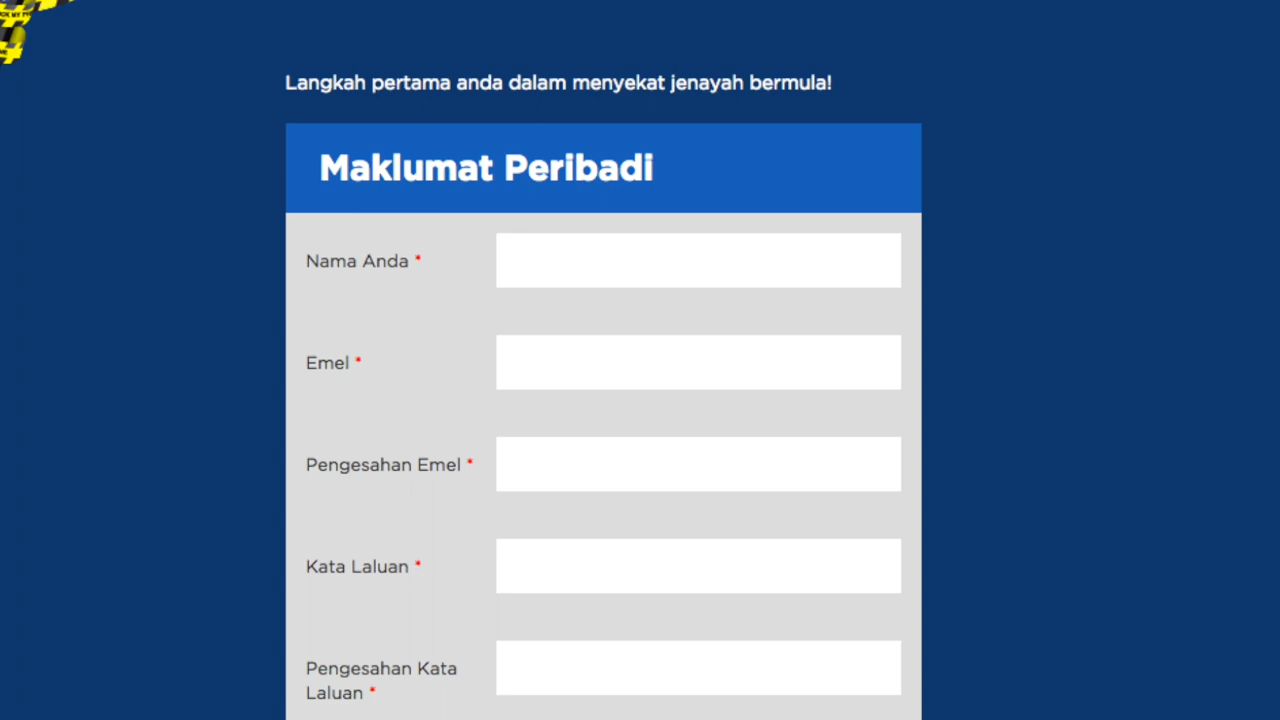 Langkah pertama anda dalam menyekat jenayah bermula!
Maklumat Peribadi
Nama Anda *
Emel *
Pengesahan Emel *
Kata Laluan *
Pengesahan Kata
Laluan *